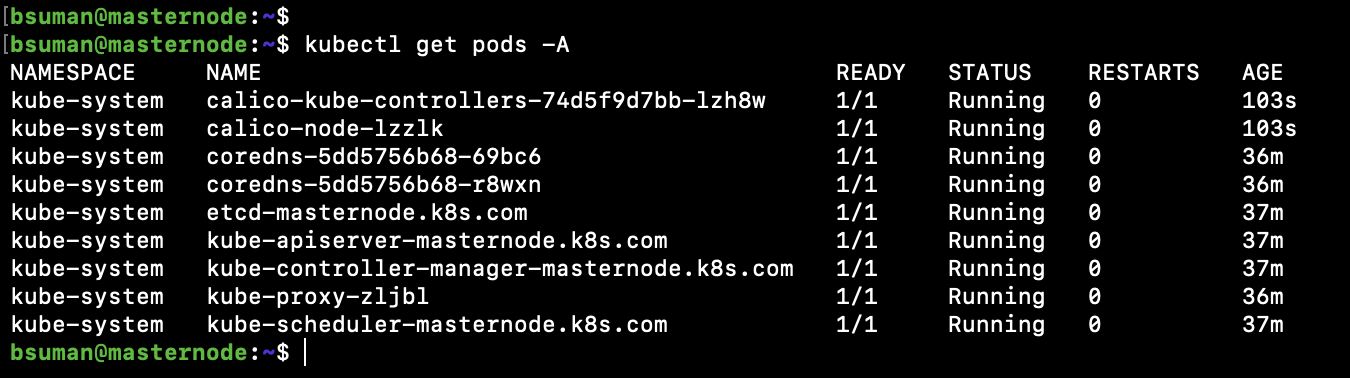 [bsuman@masternode:~$
[bsuman@masternode:~$ kubectl get pods -A
NAMESPACE NAME READY STATUS RESTARTS AGE
kube-system calico-kube-controllers-74d5f9d7bb-lzh8w 1/1 Running 0 103s
kube-system calico-node-lzzlk 1/1 Running 0 103s
kube-system coredns-5dd5756b68-69bc6 1/1 Running 0 36m
kube-system coredns-5dd5756b68-r8wxn 1/1 Running 0 36m
kube-system etcd-masternode.k8s.com 1/1 Running 0 37m
kube-system kube-apiserver-masternode.k8s.com 1/1 Running 0 37m
kube-system kube-controller-manager-masternode.k8s.com 1/1 Running 0 37m
kube-system kube-proxy-zljbl 1/1 Running 0 36m
kube-system kube-scheduler-masternode.k8s.com 1/1 Running 0 37m
bsuman@masternode:~$